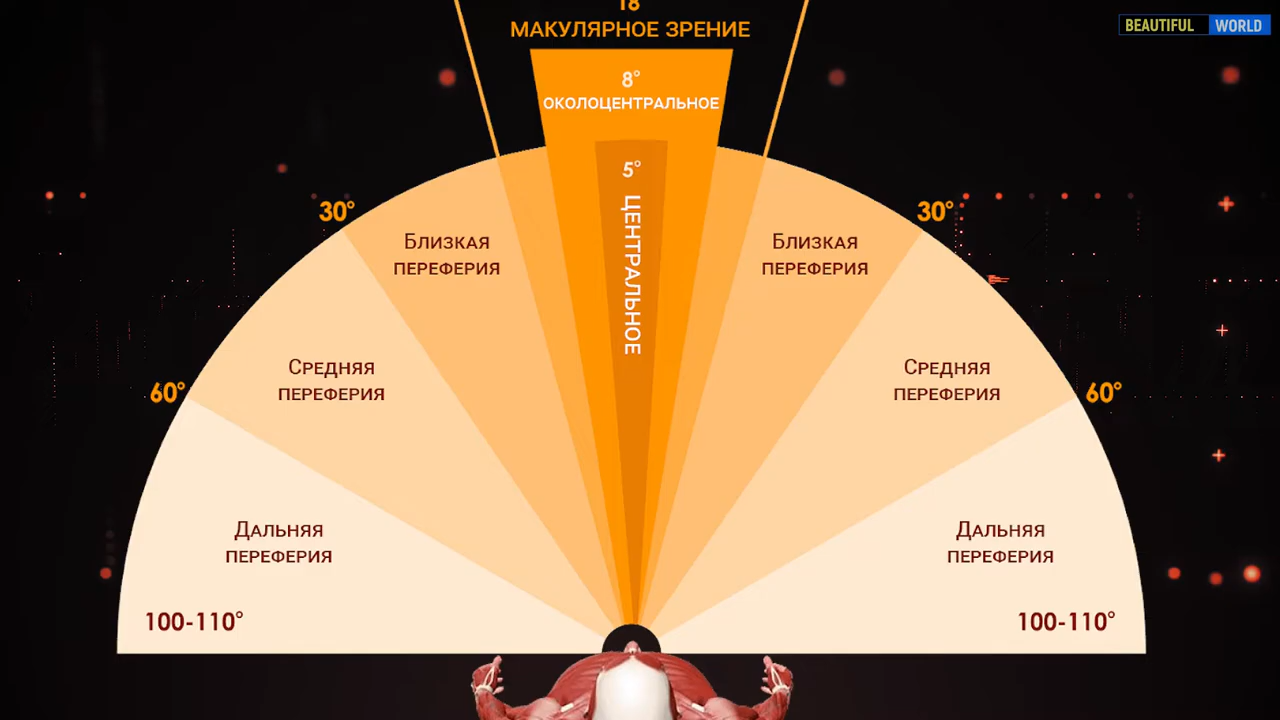 18
МАКУЛЯРНОЕ ЗРЕНИЕ
BEAUTIFUL WORLD
8°
ОКОЛОЦЕНТРАЛЬНОЕ
5°
ЦЕНТРАЛЬНОЕ
30°
30°
Близкая
переферия
Близкая
переферия
Средняя
переферия
Средняя
переферия
60°
60°
Дальняя
переферия
Дальняя
переферия
100-110°
100-110°